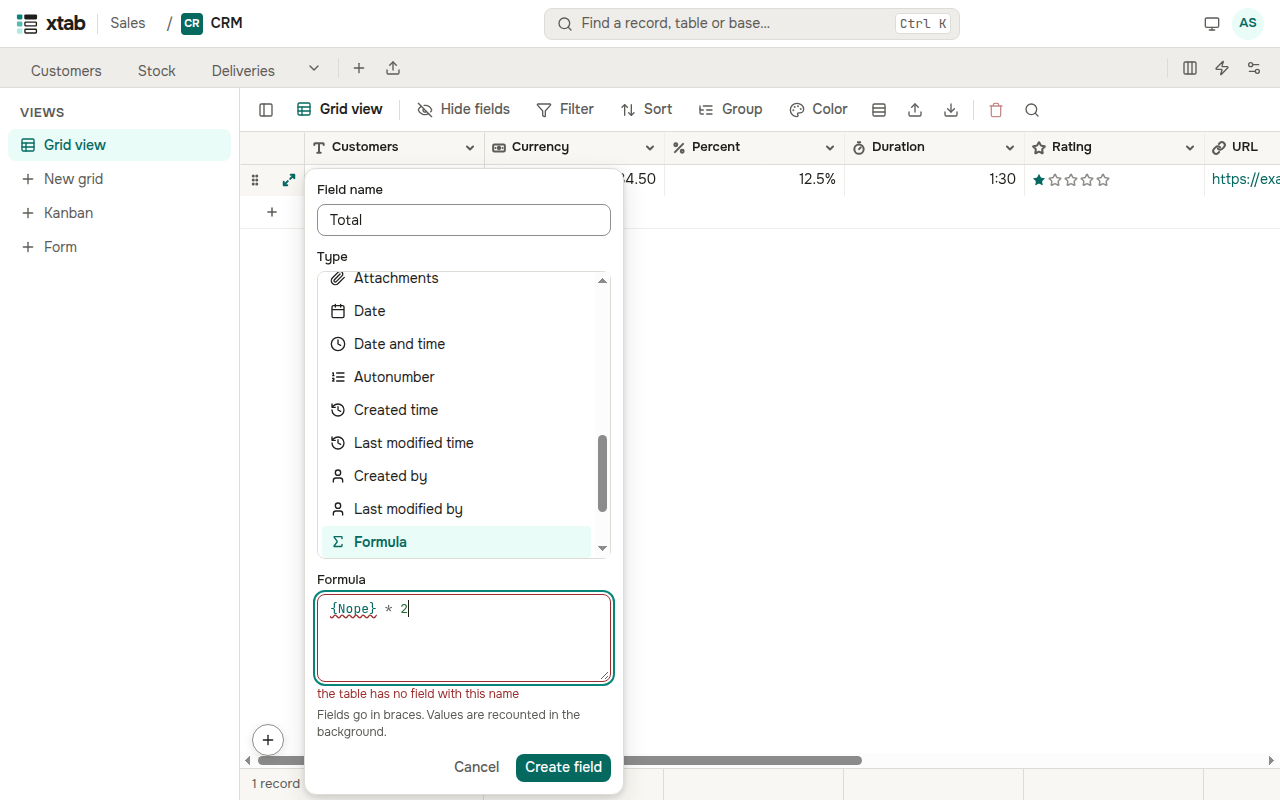 xtab
Sales / CR CRM
Find a record, table or base... Ctrl K
AS
Customers Stock Deliveries
VIEWS
Grid view
New grid
Kanban
Form
Grid view Hide fields Filter Sort Group Color
Customers Currency Percent Duration Rating URL
4.50 12.5% 1:30 https://exa
Field name
Total
Type
Attachments
Date
Date and time
Autonumber
Created time
Last modified time
Created by
Last modified by
Formula
Formula
{Nope} * 2
the table has no field with this name
Fields go in braces. Values are recounted in the
background.
Cancel Create field
1 record